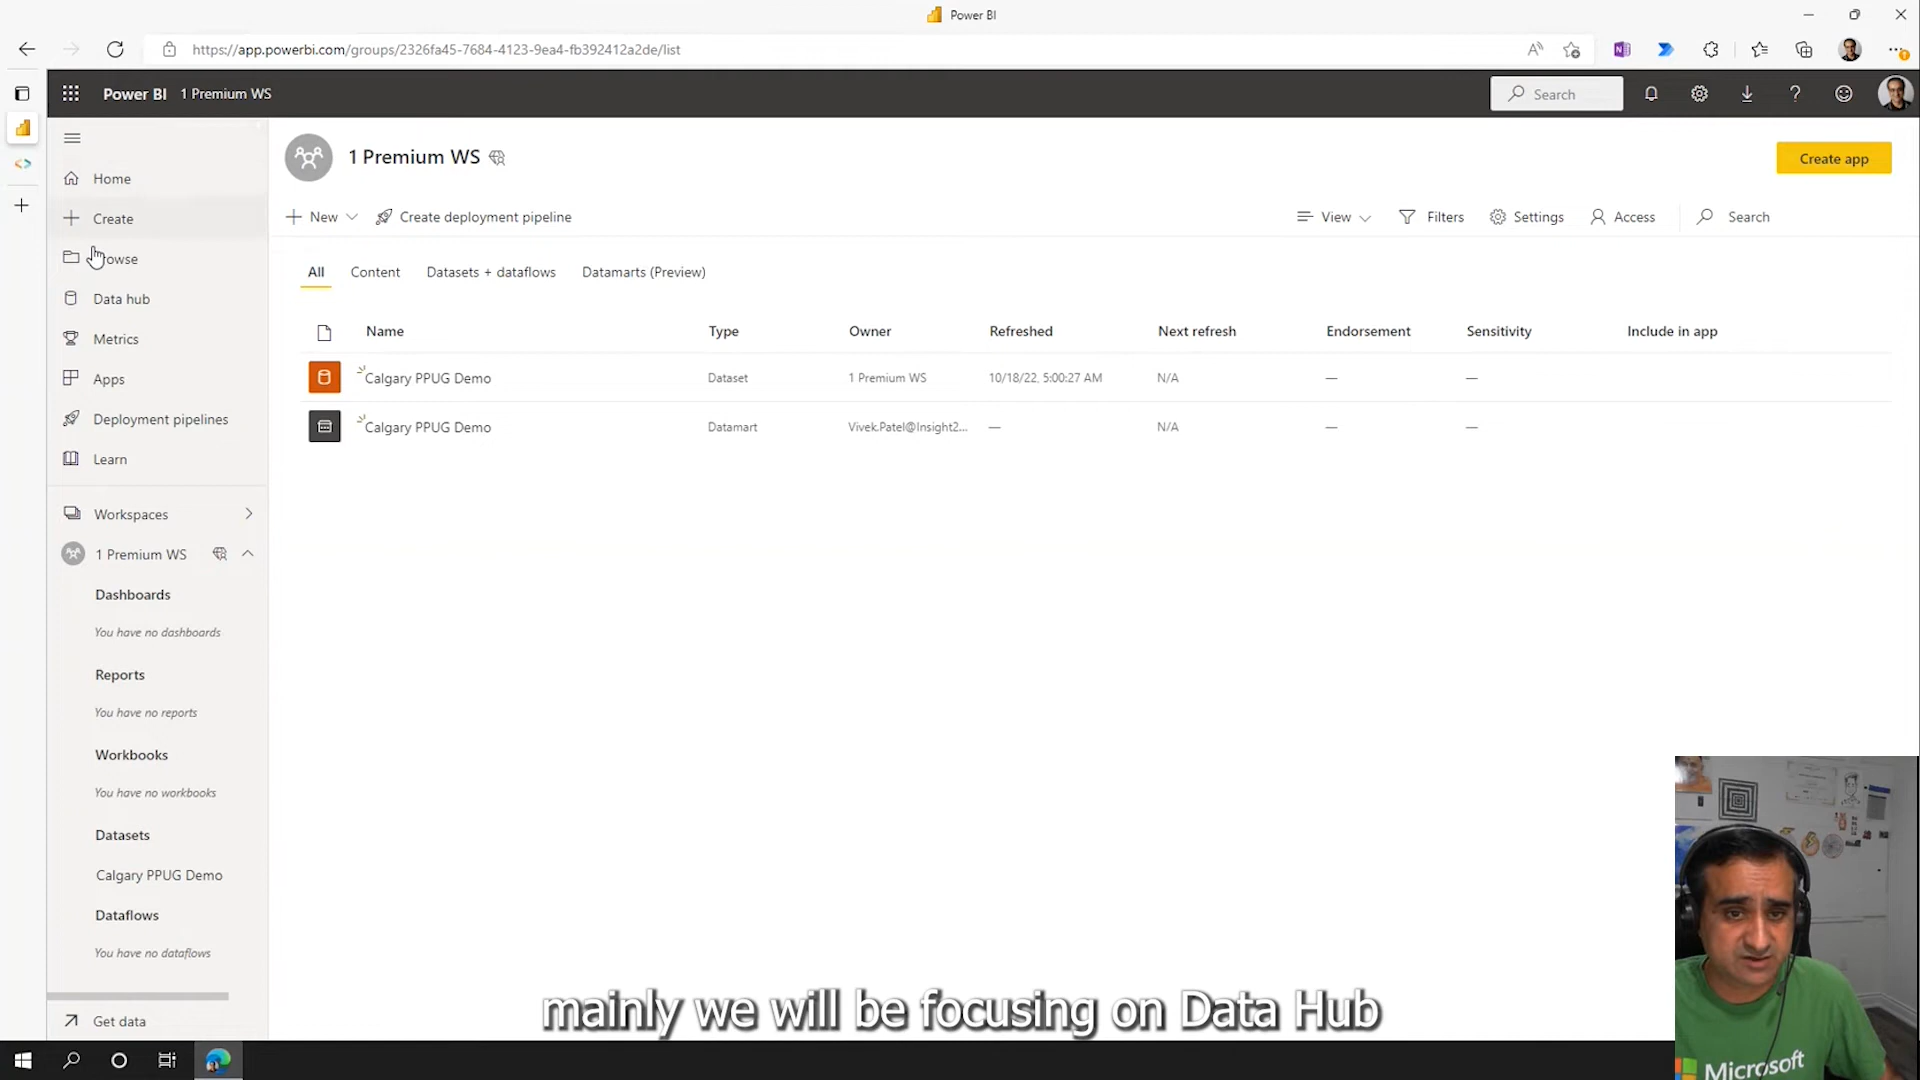 Power BI
https://app.powerbi.com/groups/2326fa45-7684-4123-9ea4-fb392412a2de/list
Power BI 1 Premium WS
Search
Home
Create
owse
Data hub
Metrics
Apps
Deployment pipelines
Learn
Workspaces
1 Premium WS
Dashboards
You have no dashboards
Reports
You have no reports
Workbooks
You have no workbooks
Datasets
Calgary PPUG Demo
Dataflows
You have no dataflows
Get data
1 Premium WS
Create app
New Create deployment pipeline View Filters Settings Access Search
All Content Datasets + dataflows Datamarts (Preview)
Name Type Owner Refreshed Next refresh Endorsement Sensitivity Include in app
Calgary PPUG Demo Dataset 1 Premium WS 10/18/22, 5:00:27 AM N/A — —
Calgary PPUG Demo Datamart Vivek.Patel@Insight2... — N/A — —
mainly we will be focusing on Data Hub
Microsoft